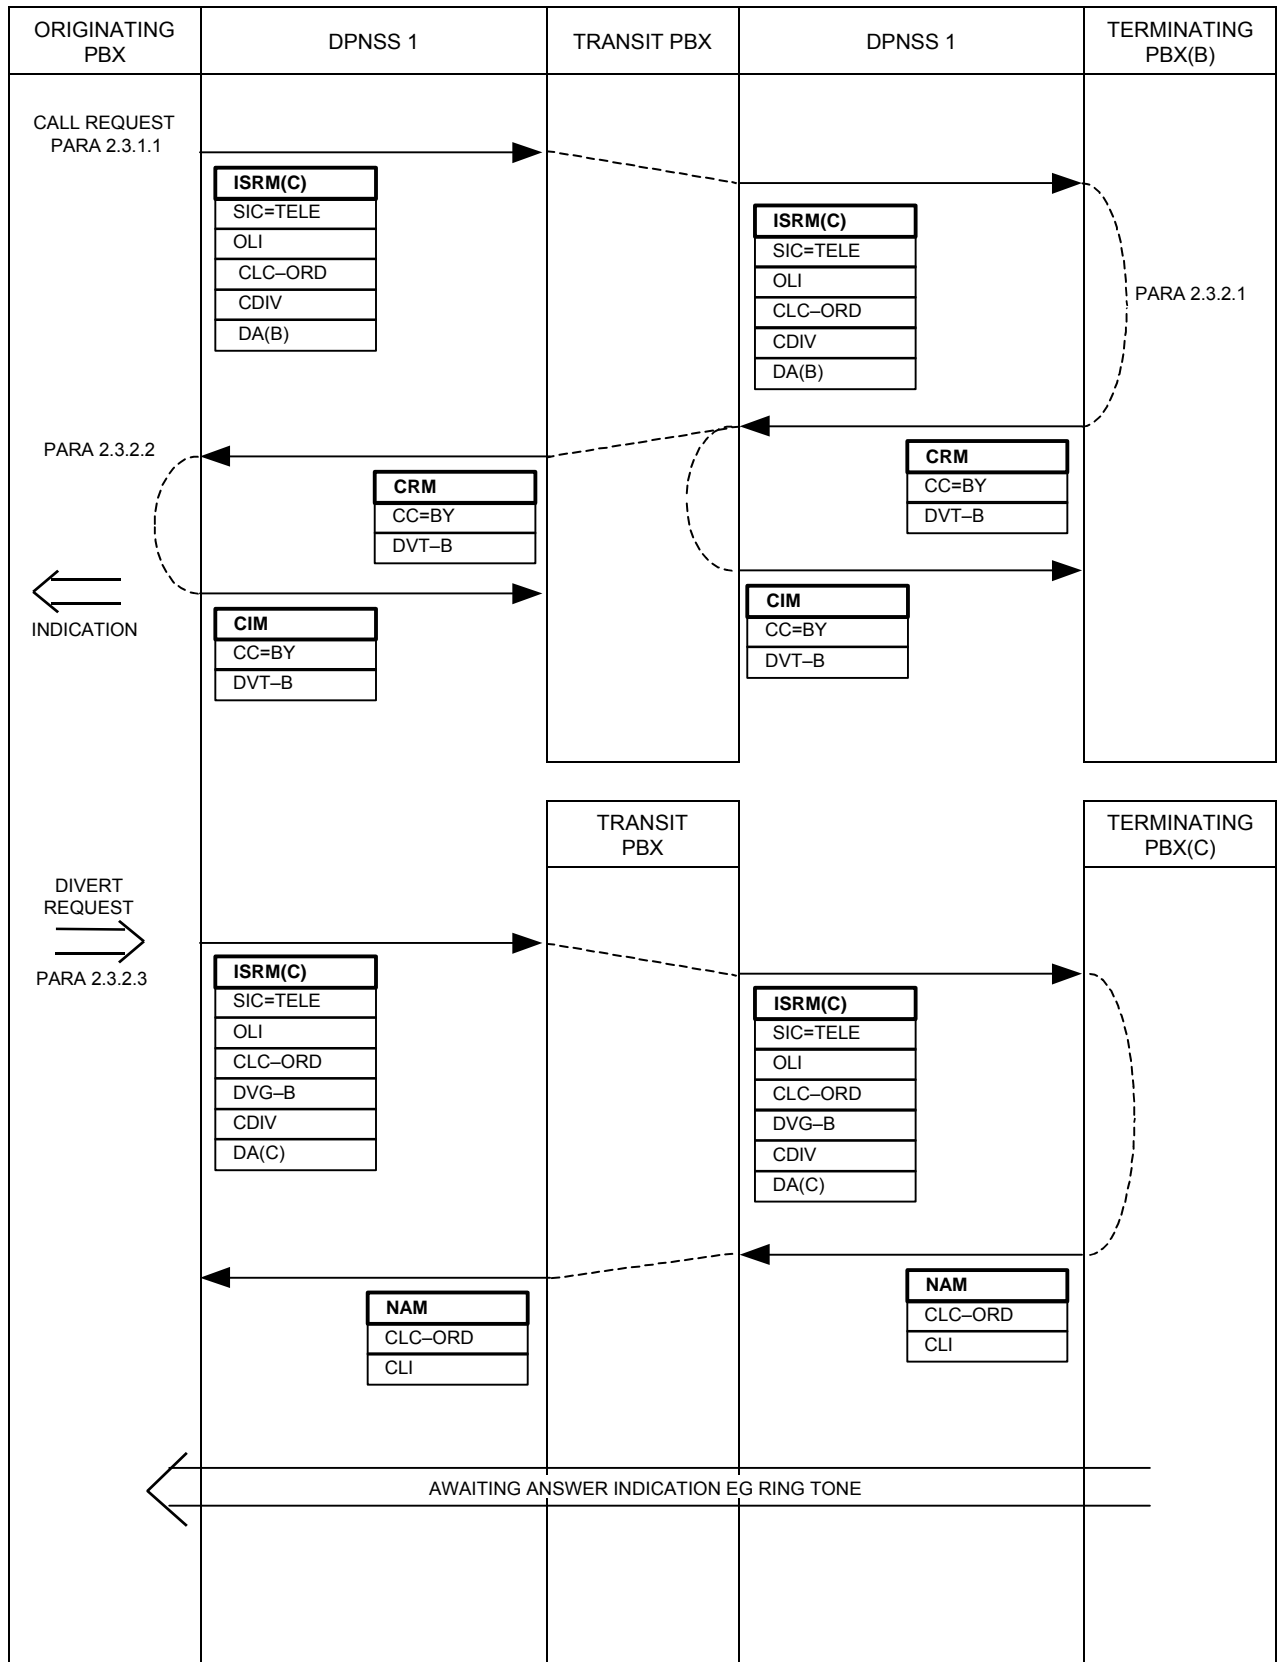 ORIGINATING
PBX
DPNSS 1
TRANSIT PBX
DPNSS 1
TERMINATING
PBX(B)
CALL REQUEST
PARA 2.3.1.1
ISRM(C)
SIC=TELE
OLI
CLC–ORD
CDIV
DA(B)
ISRM(C)
SIC=TELE
OLI
CLC–ORD
CDIV
DA(B)
PARA 2.3.2.1
PARA 2.3.2.2
CRM
CC=BY
DVT–B
CRM
CC=BY
DVT–B
INDICATION
CIM
CC=BY
DVT–B
CIM
CC=BY
DVT–B
TRANSIT
PBX
TERMINATING
PBX(C)
DIVERT
REQUEST
PARA 2.3.2.3
ISRM(C)
SIC=TELE
OLI
CLC–ORD
DVG–B
CDIV
DA(C)
ISRM(C)
SIC=TELE
OLI
CLC–ORD
DVG–B
CDIV
DA(C)
NAM
CLC–ORD
CLI
NAM
CLC–ORD
CLI
AWAITING ANSWER INDICATION EG RING TONE